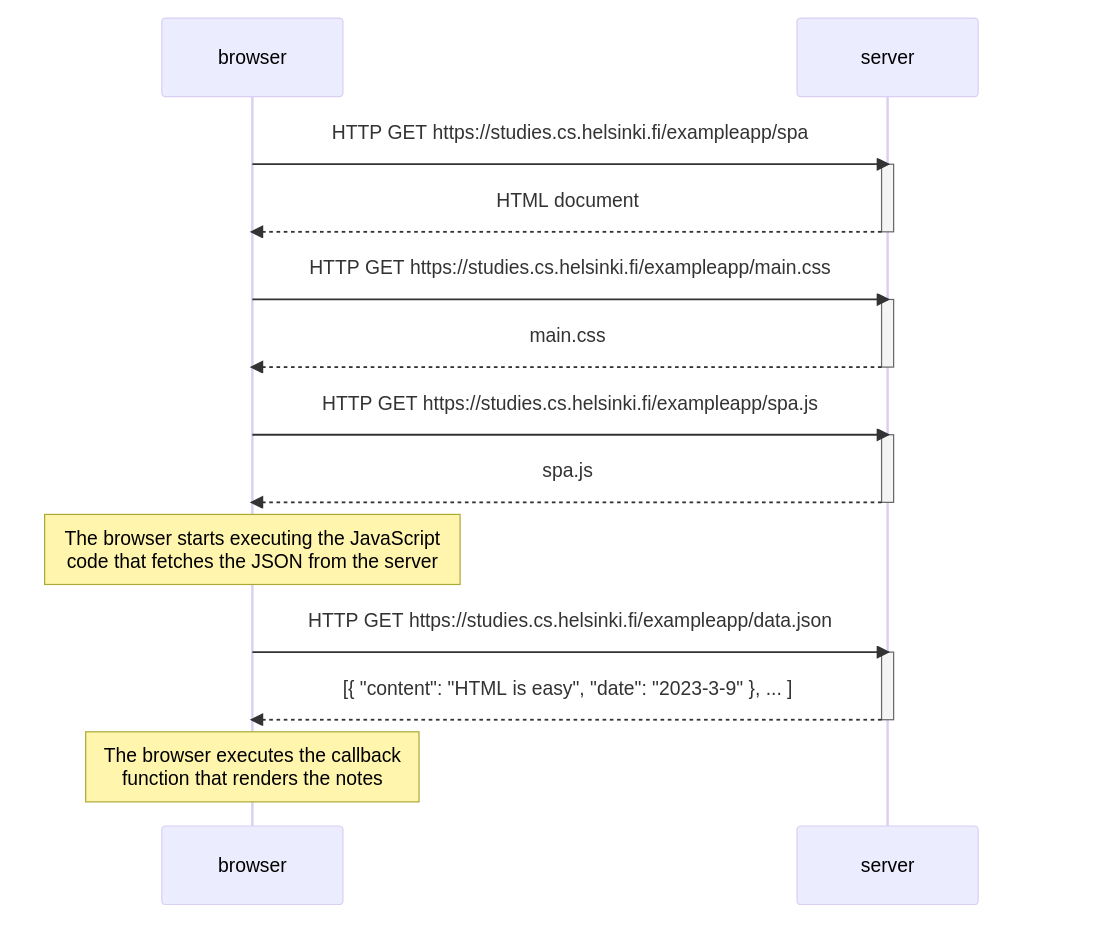 browser
server
HTTP GET https://studies.cs.helsinki.fi/exampleapp/spa
HTML document
HTTP GET https://studies.cs.helsinki.fi/exampleapp/main.css
main.css
HTTP GET https://studies.cs.helsinki.fi/exampleapp/spa.js
spa.js
The browser starts executing the JavaScript
code that fetches the JSON from the server
HTTP GET https://studies.cs.helsinki.fi/exampleapp/data.json
[{ "content": "HTML is easy", "date": "2023-3-9" }, ... ]
The browser executes the callback
function that renders the notes
browser
server